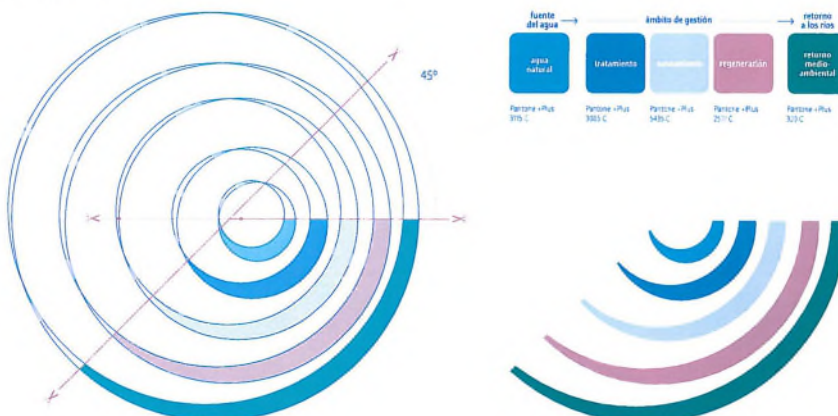 fuente
del agua
ámbito de gestión
retorno
a los ríos
45º
agua
natural
tratamiento
regeneración
retorno
medio-
ambiental
Pantone +Plus
Pantone +Plus
Pantone +Plus
5435 C
Pantone +Plus
Pantone +Plus